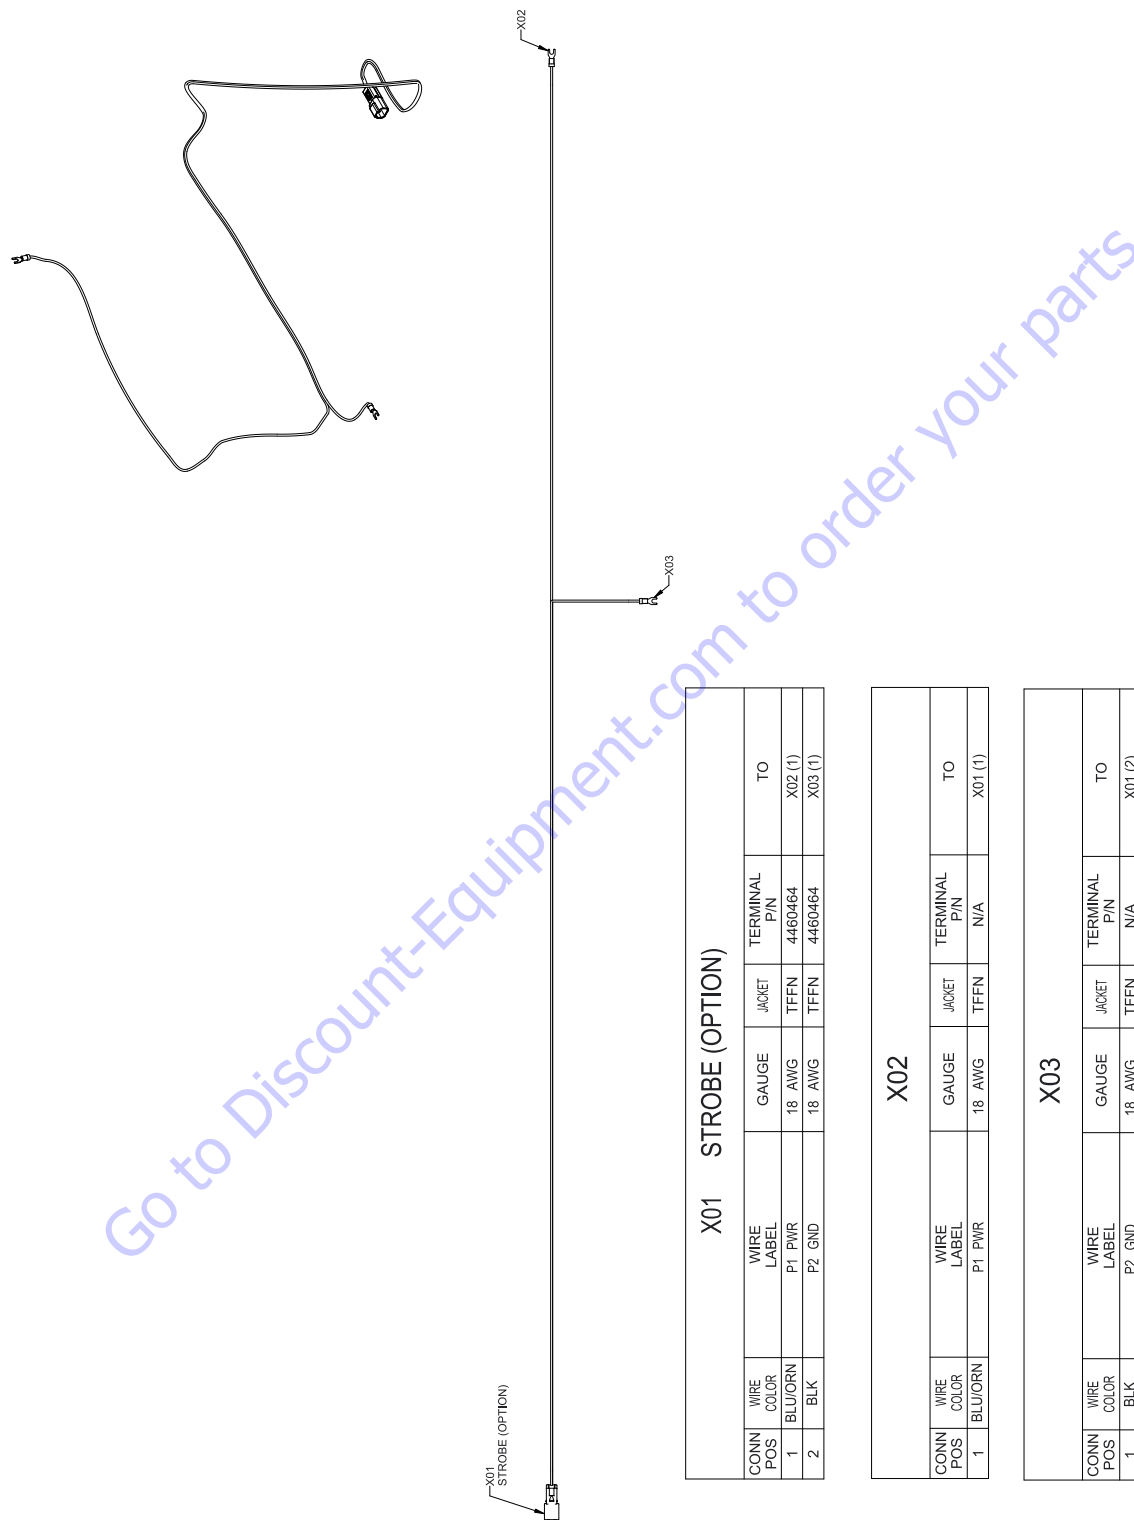 X02
X03
X01
STROBE (OPTION)
X01 STROBE (OPTION)
CONN POS WIRE COLOR WIRE LABEL GAUGE JACKET TERMINAL P/N TO
1 BLU/ORN P1 PWR 18 AWG TFFN 4460464 X02 (1)
2 BLK P2 GND 18 AWG TFFN 4460464 X03 (1)
X02
CONN POS WIRE COLOR WIRE LABEL GAUGE JACKET TERMINAL P/N TO
1 BLU/ORN P1 PWR 18 AWG TFFN N/A X01 (1)
X03
CONN POS WIRE COLOR WIRE LABEL GAUGE JACKET TERMINAL P/N TO
1 BLK P2 GND 18 AWG TFFN N/A X01 (2)
Go to Discount-Equipment.com to order your parts